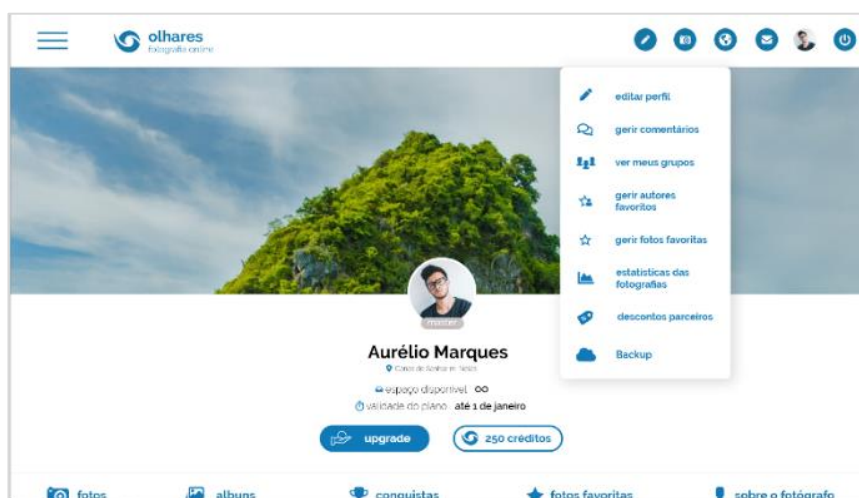 olhares
fotografia online
editar perfil
gerir comentários
ver meus grupos
gerir autores
favoritos
gerir fotos favoritas
estatísticas das
fotografias
descontos parceiros
Backup
master
Aurélio Marques
espaço disponível ∞
validade do plano até 1 de janeiro
upgrade
250 créditos
fotos
albuns
conquistas
fotos favoritas
sobre o fotógrafo